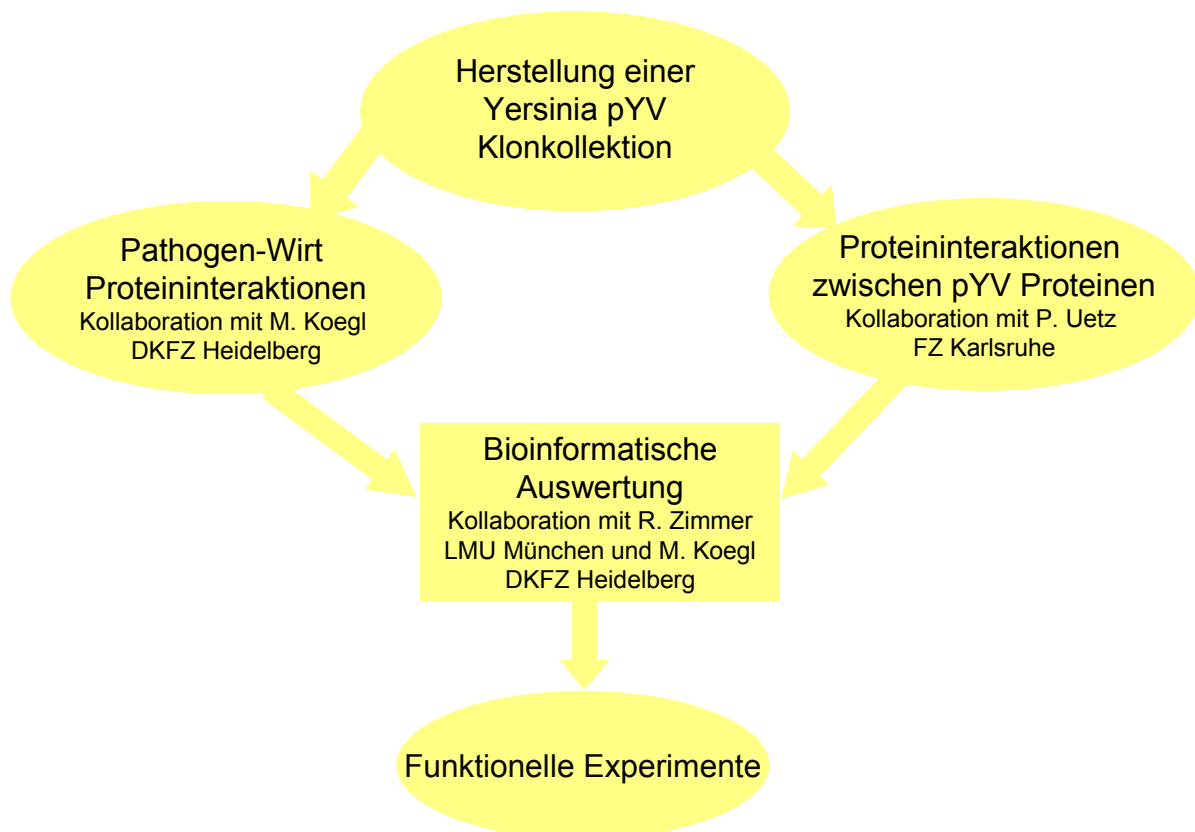 Herstellung einer
Yersinia pYV
Klonkollektion
Pathogen-Wirt
Proteininteraktionen
Kollaboration mit M. Koegl
DKFZ Heidelberg
Proteininteraktionen
zwischen pYV Proteinen
Kollaboration mit P. Uetz
FZ Karlsruhe
Bioinformatische
Auswertung
Kollaboration mit R. Zimmer
LMU München und M. Koegl
DKFZ Heidelberg
Funktionelle Experimente